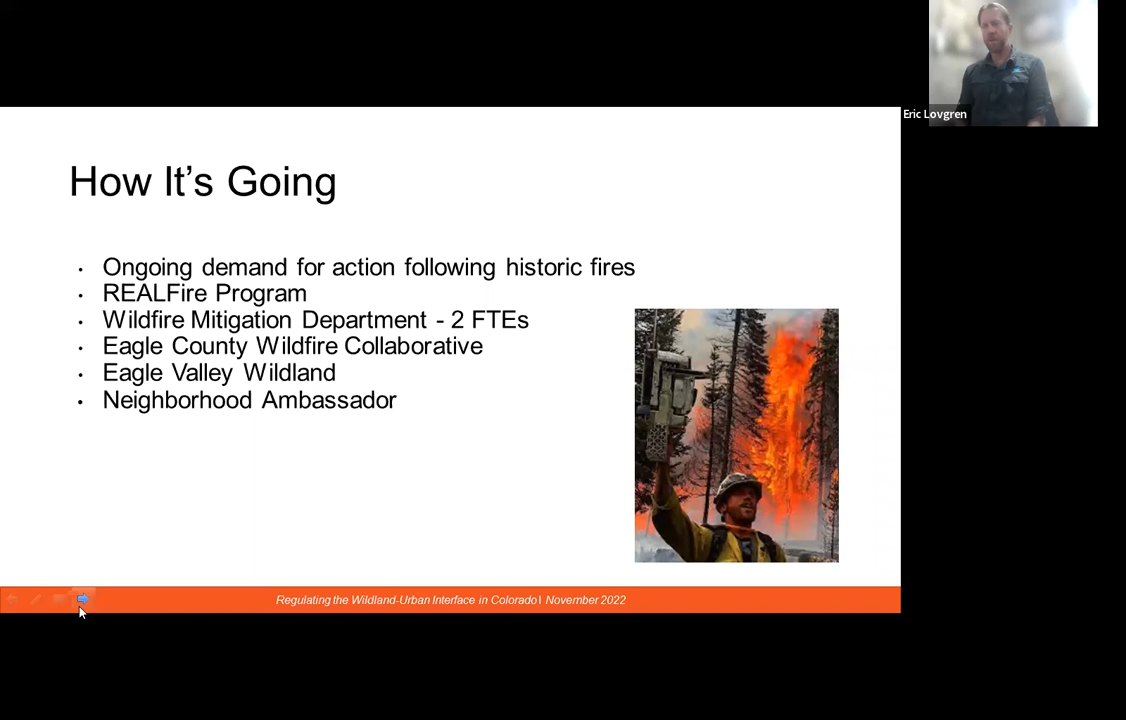 Eric Lovgren
How It's Going
• Ongoing demand for action following historic fires
• REALFire Program
• Wildfire Mitigation Department - 2 FTEs
• Eagle County Wildfire Collaborative
• Eagle Valley Wildland
• Neighborhood Ambassador
Regulating the Wildland-Urban Interface in Colorado| November 2022